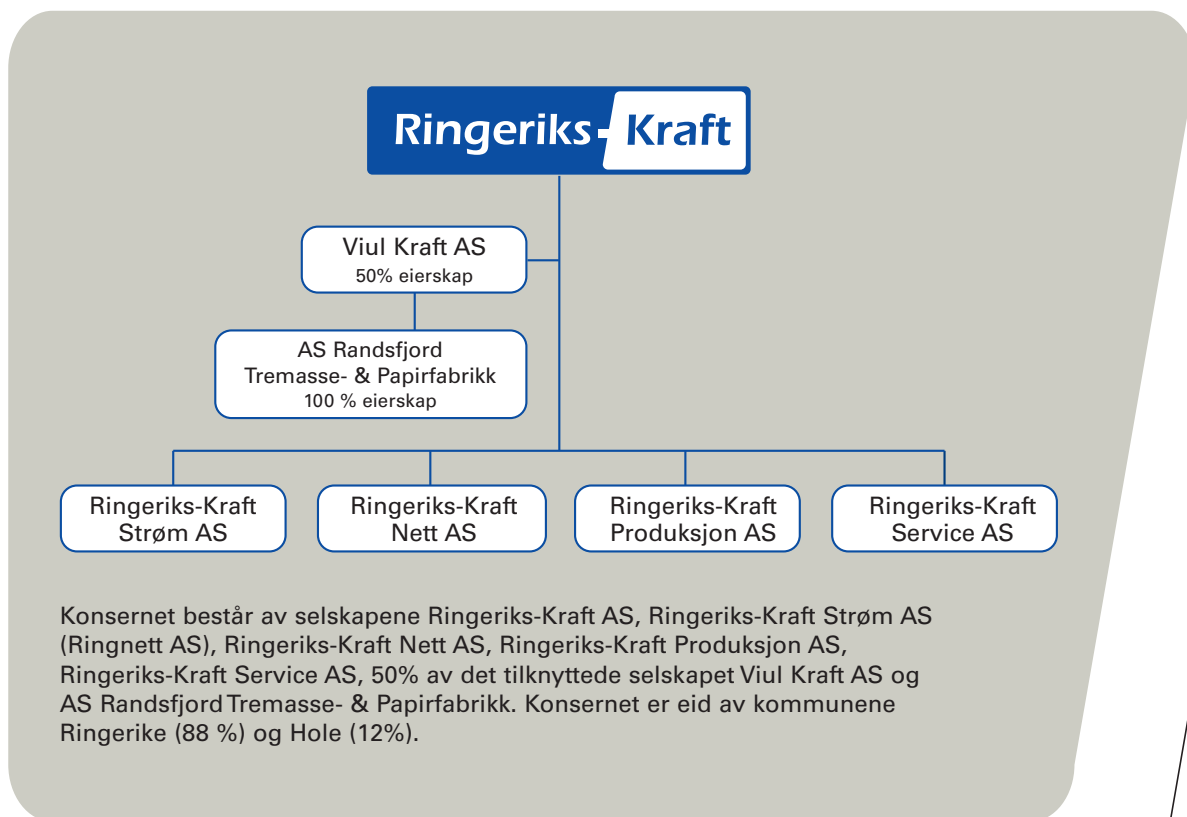 Ringeriks-Kraft
Viul Kraft AS
50% eierskap
AS Randsfjord
Tremasse- & Papirfabrikk
100 % eierskap
Ringeriks-Kraft
Strøm AS
Ringeriks-Kraft
Nett AS
Ringeriks-Kraft
Produksjon AS
Ringeriks-Kraft
Service AS
Konsernet består av selskapene Ringeriks-Kraft AS, Ringeriks-Kraft Strøm AS
(Ringnett AS), Ringeriks-Kraft Nett AS, Ringeriks-Kraft Produksjon AS,
Ringeriks-Kraft Service AS, 50% av det tilknyttede selskapet Viul Kraft AS og
AS Randsfjord Tremasse- & Papirfabrikk. Konsernet er eid av kommunene
Ringerike (88 %) og Hole (12%).